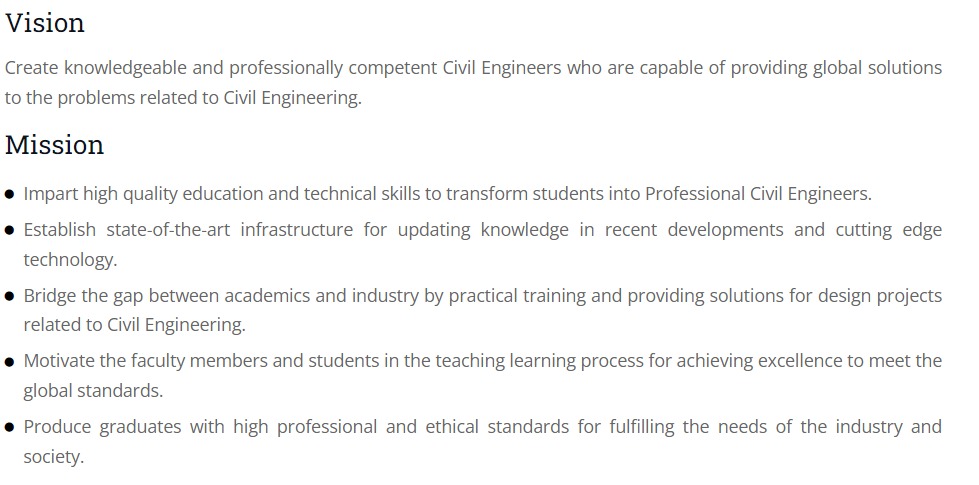 Vision
Create knowledgeable and professionally competent Civil Engineers who are capable of providing global solutions
to the problems related to Civil Engineering.
Mission
• Impart high quality education and technical skills to transform students into Professional Civil Engineers.
• Establish state-of-the-art infrastructure for updating knowledge in recent developments and cutting edge
technology.
• Bridge the gap between academics and industry by practical training and providing solutions for design projects
related to Civil Engineering.
• Motivate the faculty members and students in the teaching learning process for achieving excellence to meet the
global standards.
• Produce graduates with high professional and ethical standards for fulfilling the needs of the industry and
society.